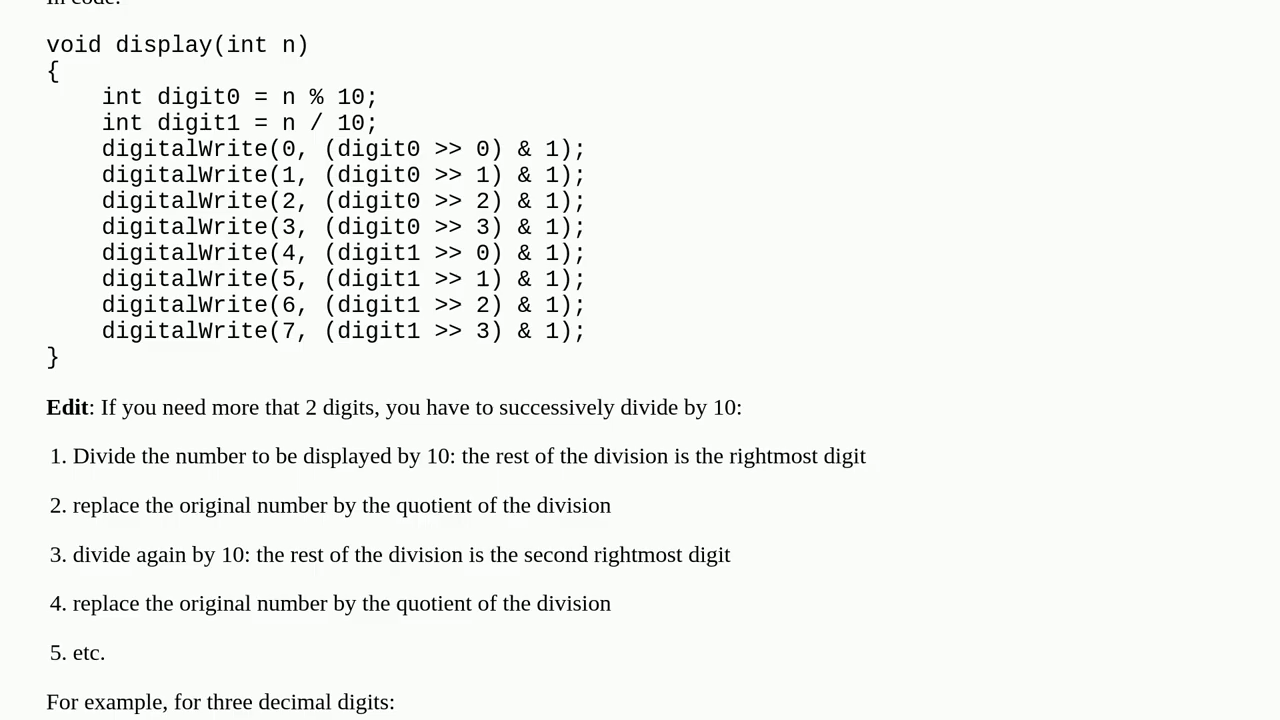 In code:
void display(int n)
{
    int digit0 = n % 10;
    int digit1 = n / 10;
    digitalWrite(0, (digit0 >> 0) & 1);
    digitalWrite(1, (digit0 >> 1) & 1);
    digitalWrite(2, (digit0 >> 2) & 1);
    digitalWrite(3, (digit0 >> 3) & 1);
    digitalWrite(4, (digit1 >> 0) & 1);
    digitalWrite(5, (digit1 >> 1) & 1);
    digitalWrite(6, (digit1 >> 2) & 1);
    digitalWrite(7, (digit1 >> 3) & 1);
}
Edit: If you need more that 2 digits, you have to successively divide by 10:
1. Divide the number to be displayed by 10: the rest of the division is the rightmost digit
2. replace the original number by the quotient of the division
3. divide again by 10: the rest of the division is the second rightmost digit
4. replace the original number by the quotient of the division
5. etc.
For example, for three decimal digits: